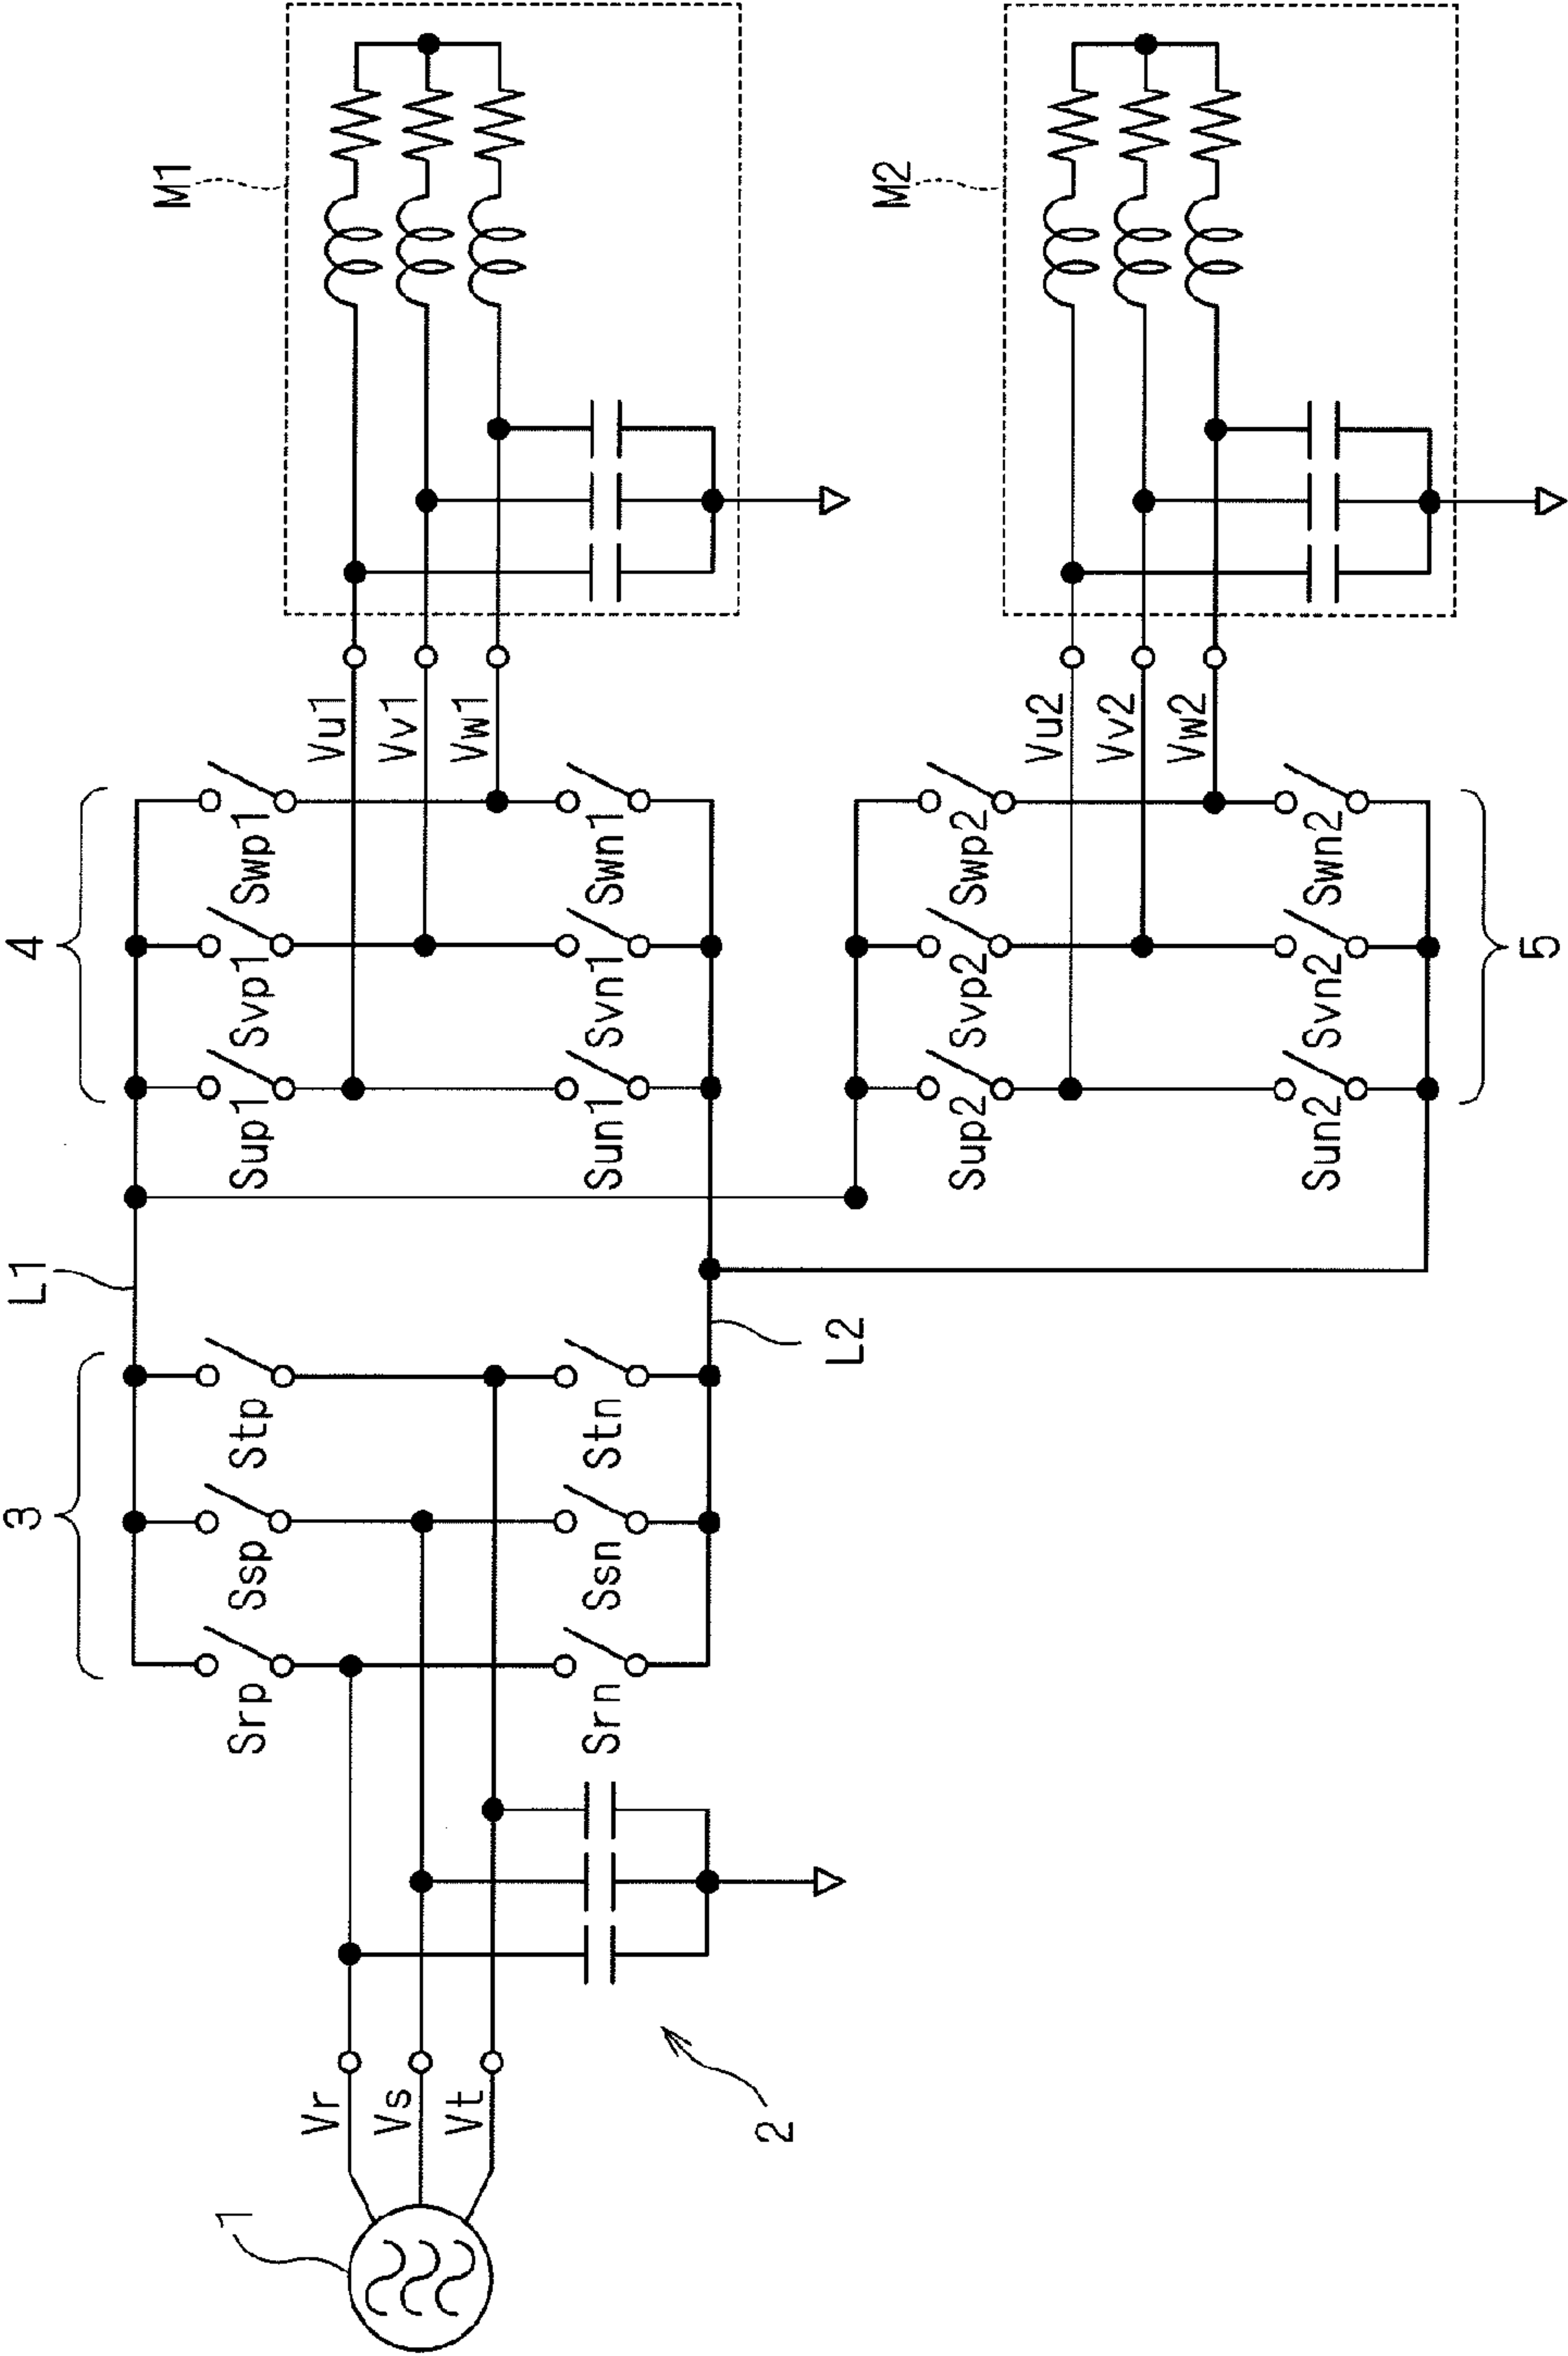 1
2
Vr
Vs
Vt
3
Srp
Ssp
Stp
Srn
Ssn
Stn
L1
L2
4
Sup1
Svp1
Swp1
Sun1
Svn1
Swn1
Vu1
Vv1
Vw1
M1
Sup2
Svp2
Swp2
Sun2
Svn2
Swn2
5
Vu2
Vv2
Vw2
M2